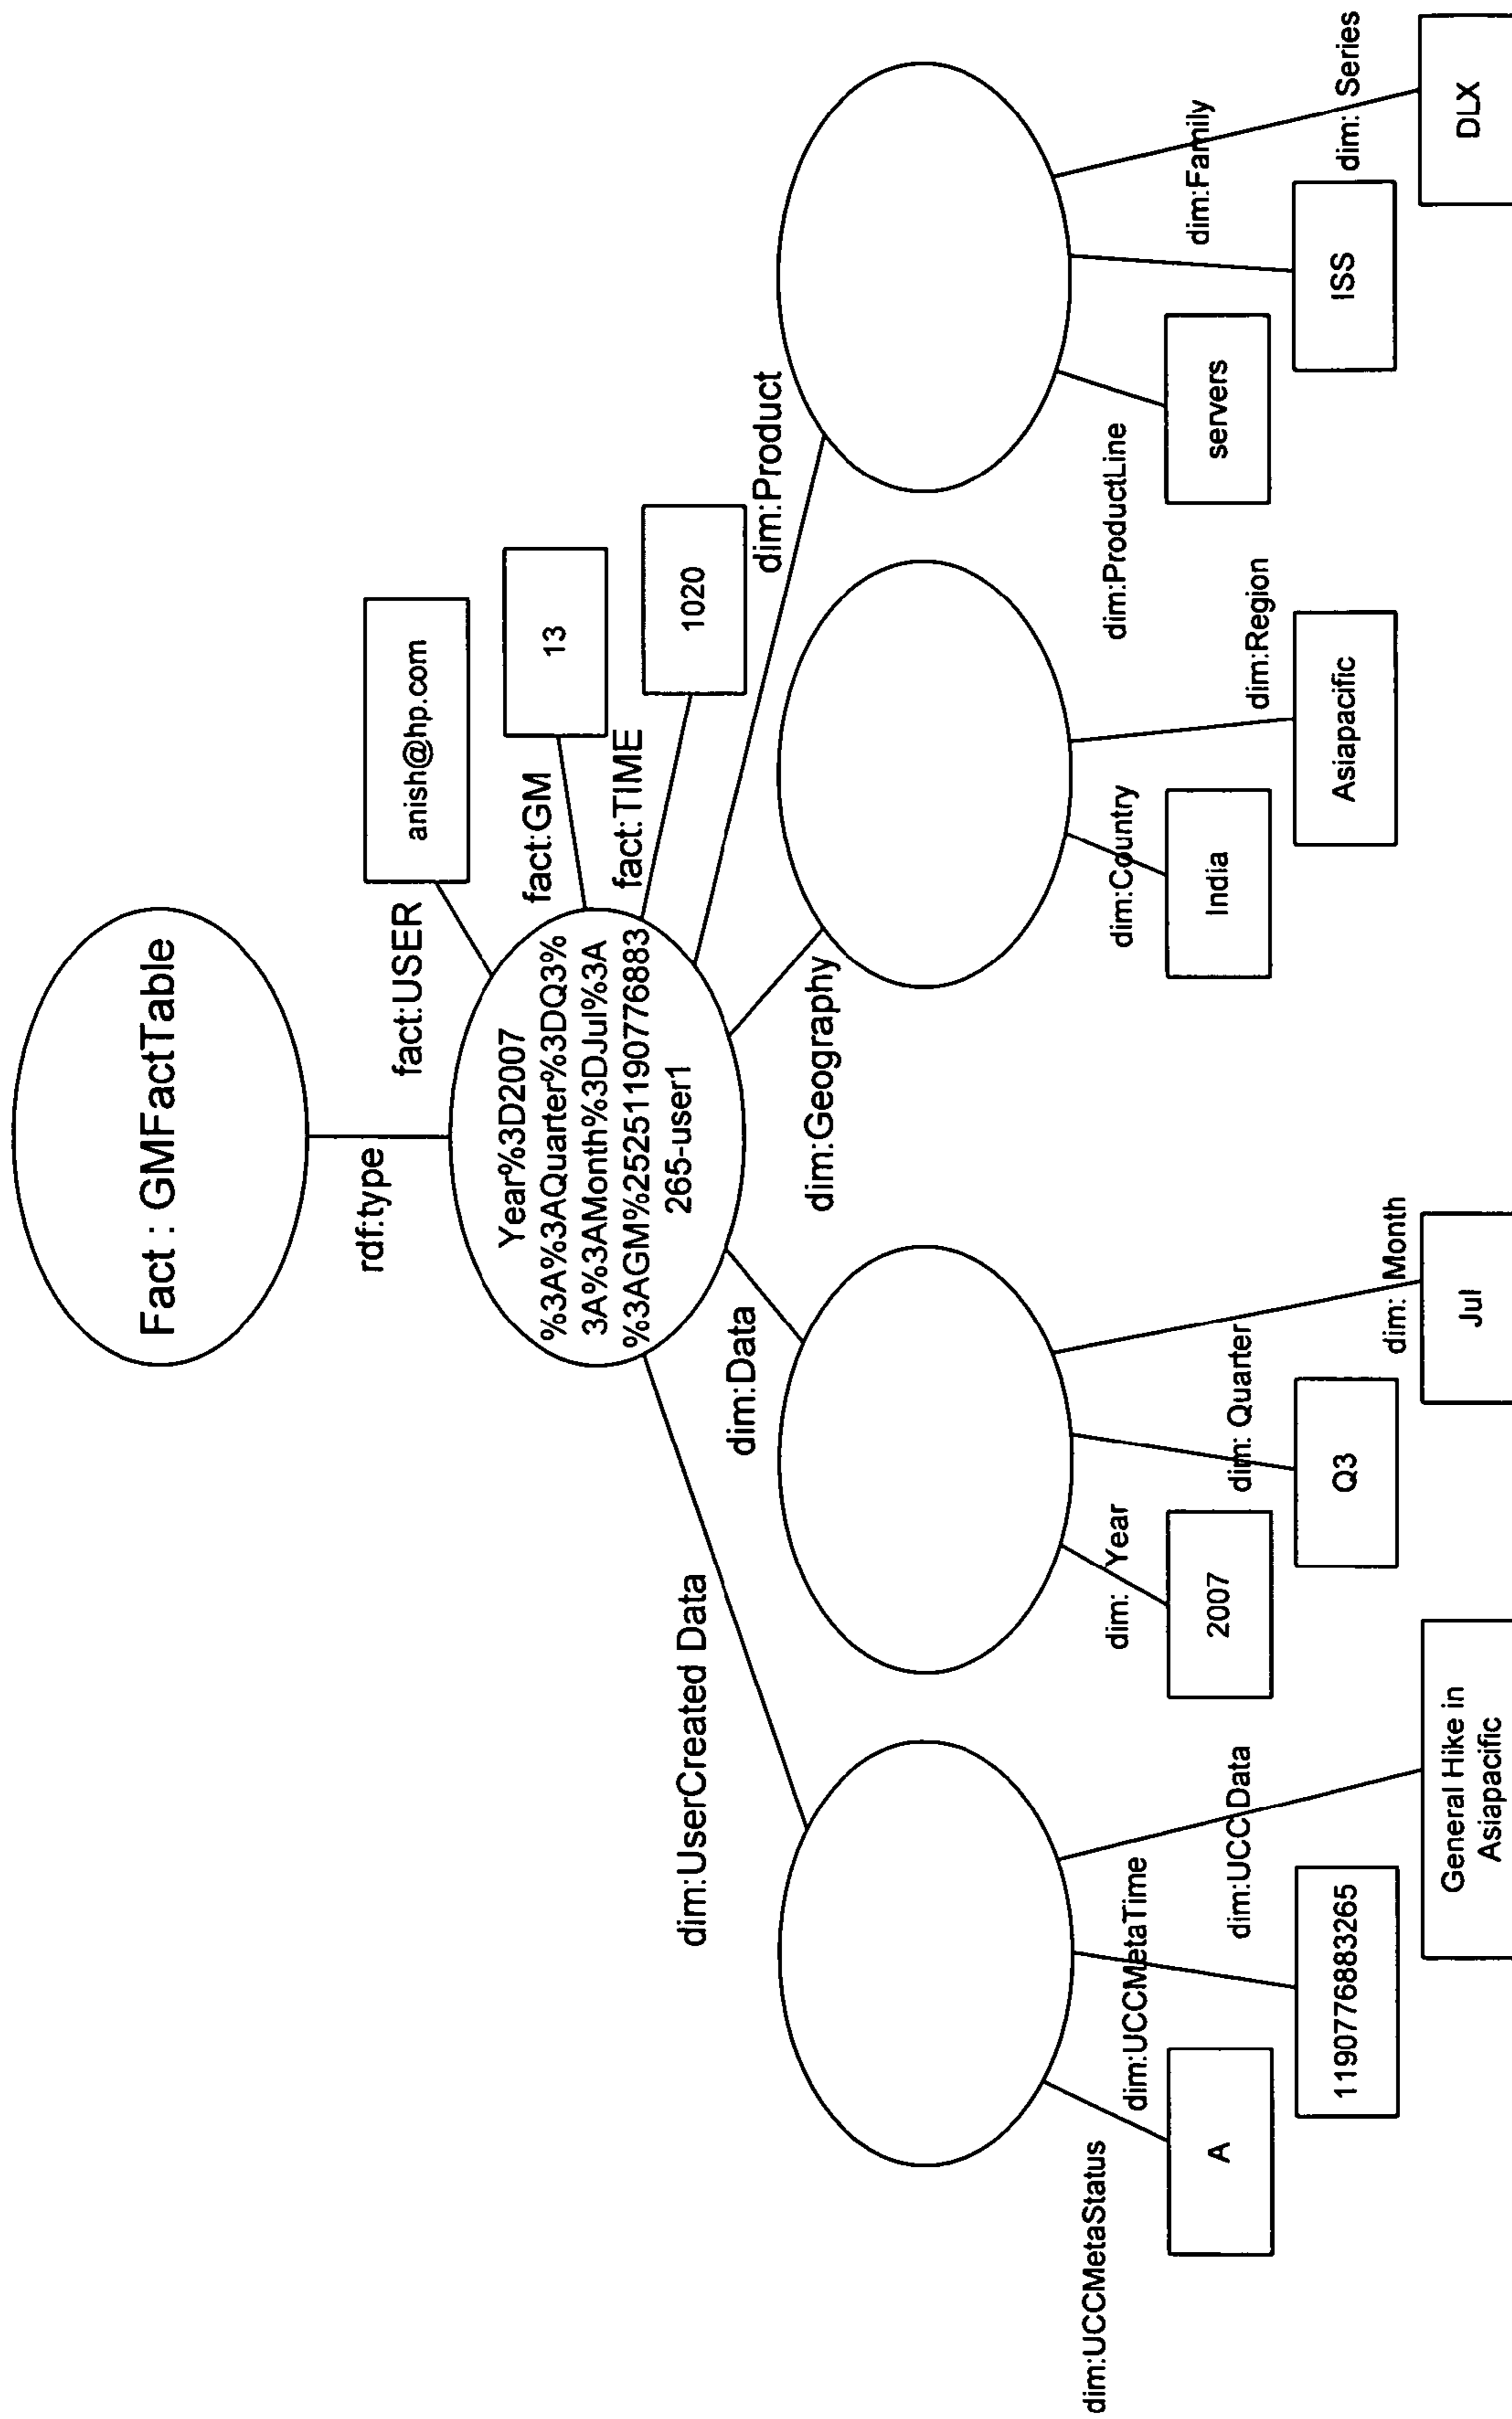 Fact : GMFactTable
rdf:type
fact:USER
anish@hp.com
fact:GM
13
fact:TIME
1020
Year%3D2007
%3A%3AQuarter%3DQ3%
3A%3AMonth%3DJul%3A
%3AGM%25251190776883
265-user1
dim:UserCreated Data
dim:Data
dim:Geography
dim:Product
dim:UCCMetaStatus
A
dim:UCCMetaTime
1190776883265
dim:UCCData
General Hike in
Asiapacific
dim: Year
2007
dim: Quarter
Q3
dim: Month
Jul
dim:Country
India
dim:Region
Asiapacific
dim:ProductLine
servers
dim:Family
ISS
dim: Series
DLX